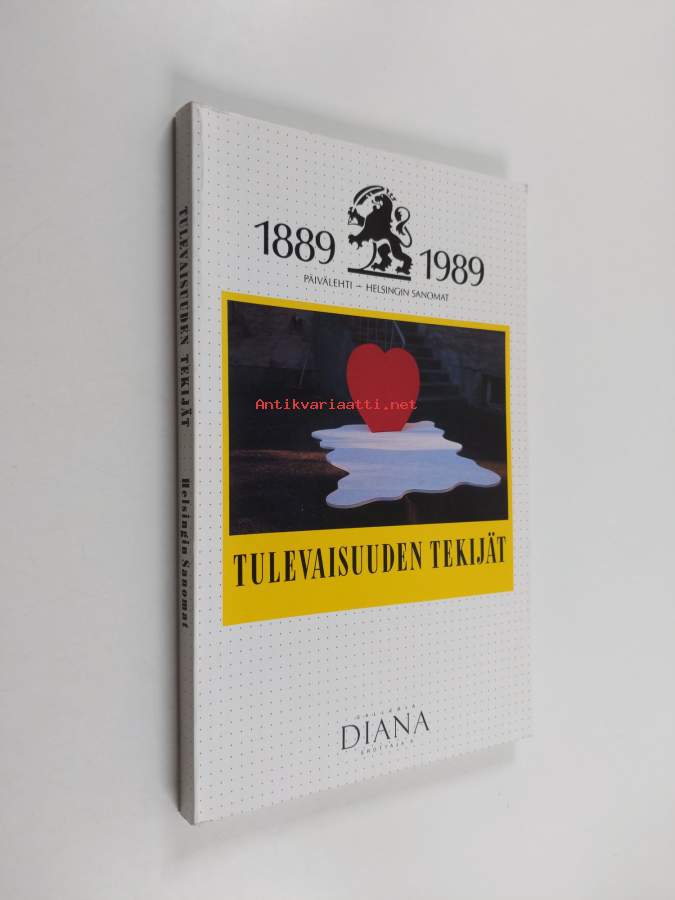 TULEVAISUUDEN TEKIJÄT
Helsingin Sanomat
1889 1989
PÄIVÄLEHTI – HELSINGIN SANOMAT
Antikvariaatti.net
TULEVAISUUDEN TEKIJÄT
DIANA